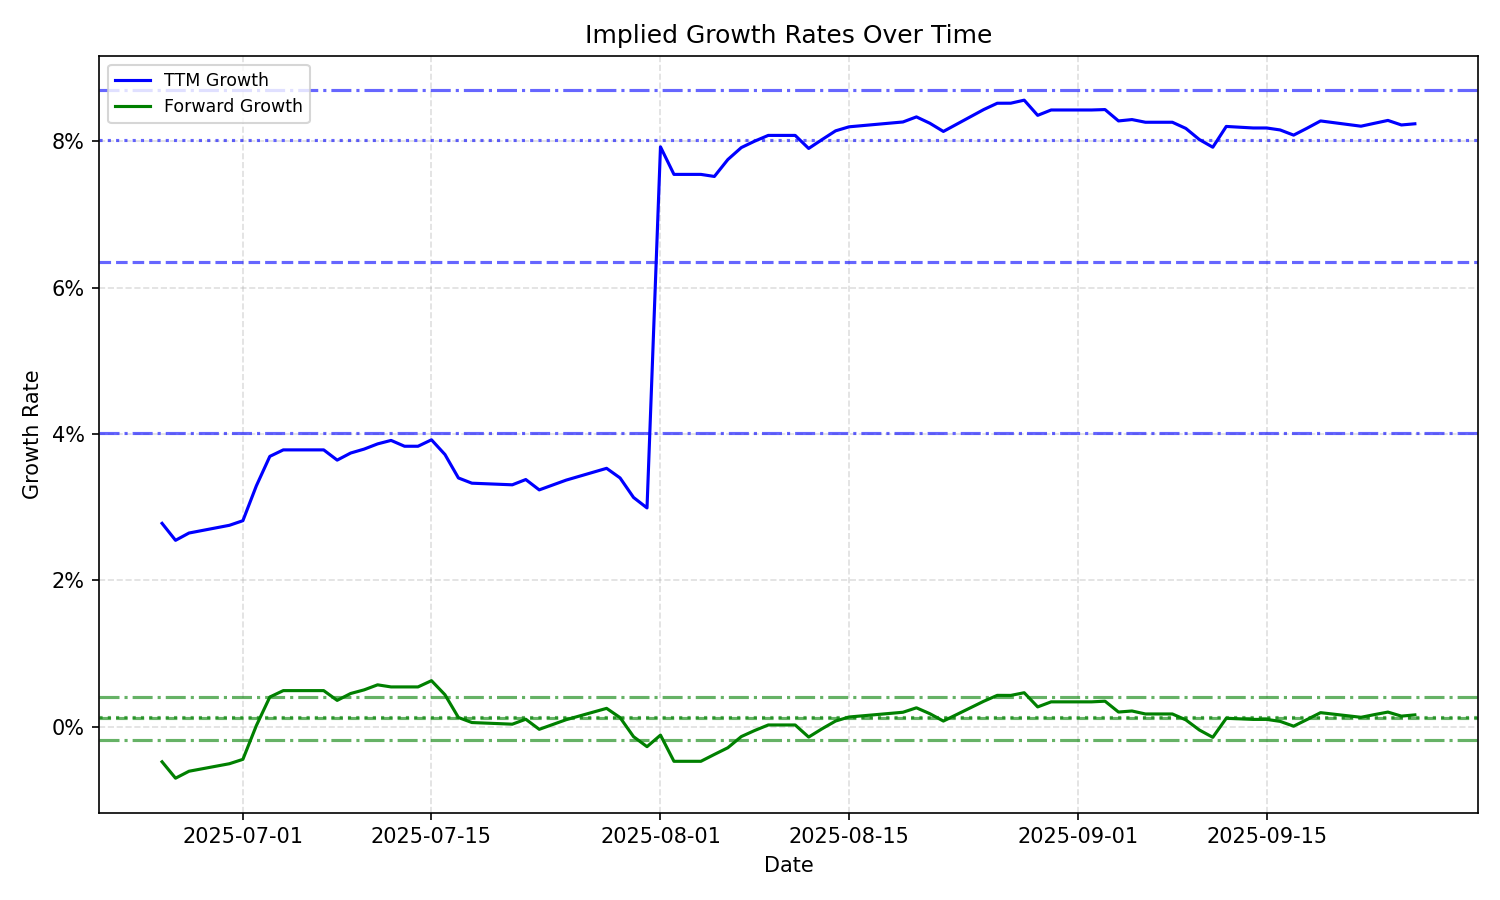 Implied Growth Rates Over Time
TTM Growth
Forward Growth
8%
6%
4%
2%
0%
Growth Rate
2025-07-01
2025-07-15
2025-08-01
2025-08-15
2025-09-01
2025-09-15
Date